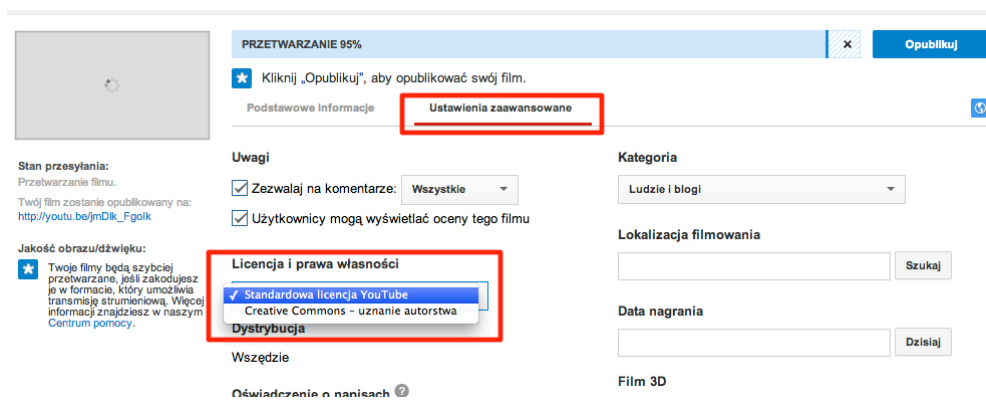 PRZETWARZANIE 95%
Opublikuj
Kliknij „Opublikuj”, aby opublikować swój film.
Podstawowe informacje
Ustawienia zaawansowane
Stan przesyłania:
Przetwarzanie filmu.
Twój film zostanie opublikowany na:
http://youtu.be/jmDlk_FgoIk
Jakość obrazu/dźwięku:
Twoje filmy będą szybciej
przetwarzane, jeśli zakodujesz
je w formacie, który umożliwia
transmisję strumieniową. Więcej
informacji znajdziesz w naszym
Centrum pomocy.
Uwagi
Zezwalaj na komentarze: Wszystkie
Użytkownicy mogą wyświetlać oceny tego filmu
Licencja i prawa własności
Standardowa licencja YouTube
Creative Commons – uznanie autorstwa
Dystrybucja
Wszędzie
Oświadczenie o napisach ?
Kategoria
Ludzie i blogi
Lokalizacja filmowania
Szukaj
Data nagrania
Dzisiaj
Film 3D